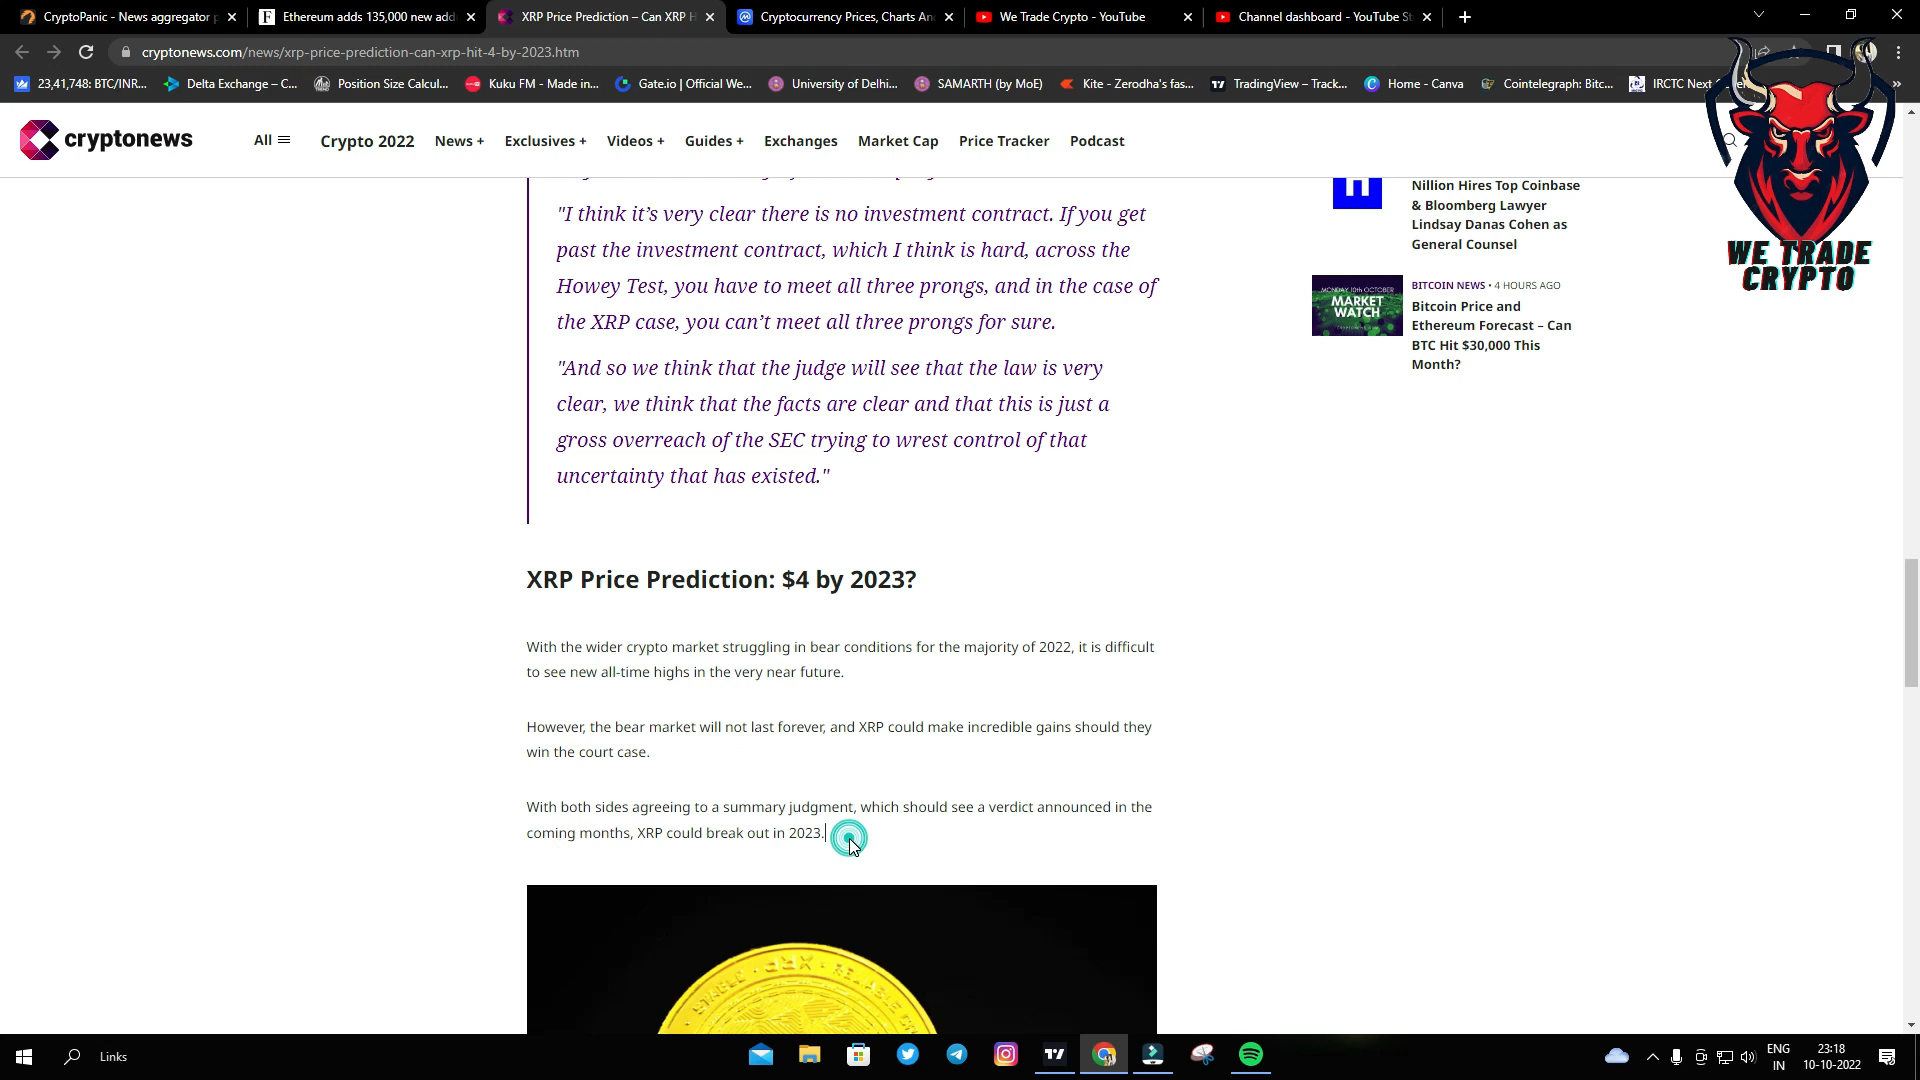 CryptoPanic - News aggregator p
Ethereum adds 135,000 new add
XRP Price Prediction – Can XRP H
Cryptocurrency Prices, Charts An
We Trade Crypto - YouTube
Channel dashboard - YouTube St
cryptonews.com/news/xrp-price-prediction-can-xrp-hit-4-by-2023.htm
23,41,748: BTC/INR...
Delta Exchange – C...
Position Size Calcul...
Kuku FM - Made in...
Gate.io | Official We...
University of Delhi...
SAMARTH (by MoE)
Kite - Zerodha's fas...
TradingView – Track...
Home - Canva
Cointelegraph: Bitc...
IRCTC Next
cryptonews
All
Crypto 2022
News +
Exclusives +
Videos +
Guides +
Exchanges
Market Cap
Price Tracker
Podcast
WE TRADE
CRYPTO
"I think it’s very clear there is no investment contract. If you get
past the investment contract, which I think is hard, across the
Howey Test, you have to meet all three prongs, and in the case of
the XRP case, you can’t meet all three prongs for sure.
"And so we think that the judge will see that the law is very
clear, we think that the facts are clear and that this is just a
gross overreach of the SEC trying to wrest control of that
uncertainty that has existed."
Nillion Hires Top Coinbase
& Bloomberg Lawyer
Lindsay Danas Cohen as
General Counsel
MONDAY, 10th OCTOBER
MARKET
WATCH
BITCOIN NEWS • 4 HOURS AGO
Bitcoin Price and
Ethereum Forecast – Can
BTC Hit $30,000 This
Month?
XRP Price Prediction: $4 by 2023?
With the wider crypto market struggling in bear conditions for the majority of 2022, it is difficult
to see new all-time highs in the very near future.
However, the bear market will not last forever, and XRP could make incredible gains should they
win the court case.
With both sides agreeing to a summary judgment, which should see a verdict announced in the
coming months, XRP could break out in 2023.
Links
ENG
IN
23:18
10-10-2022